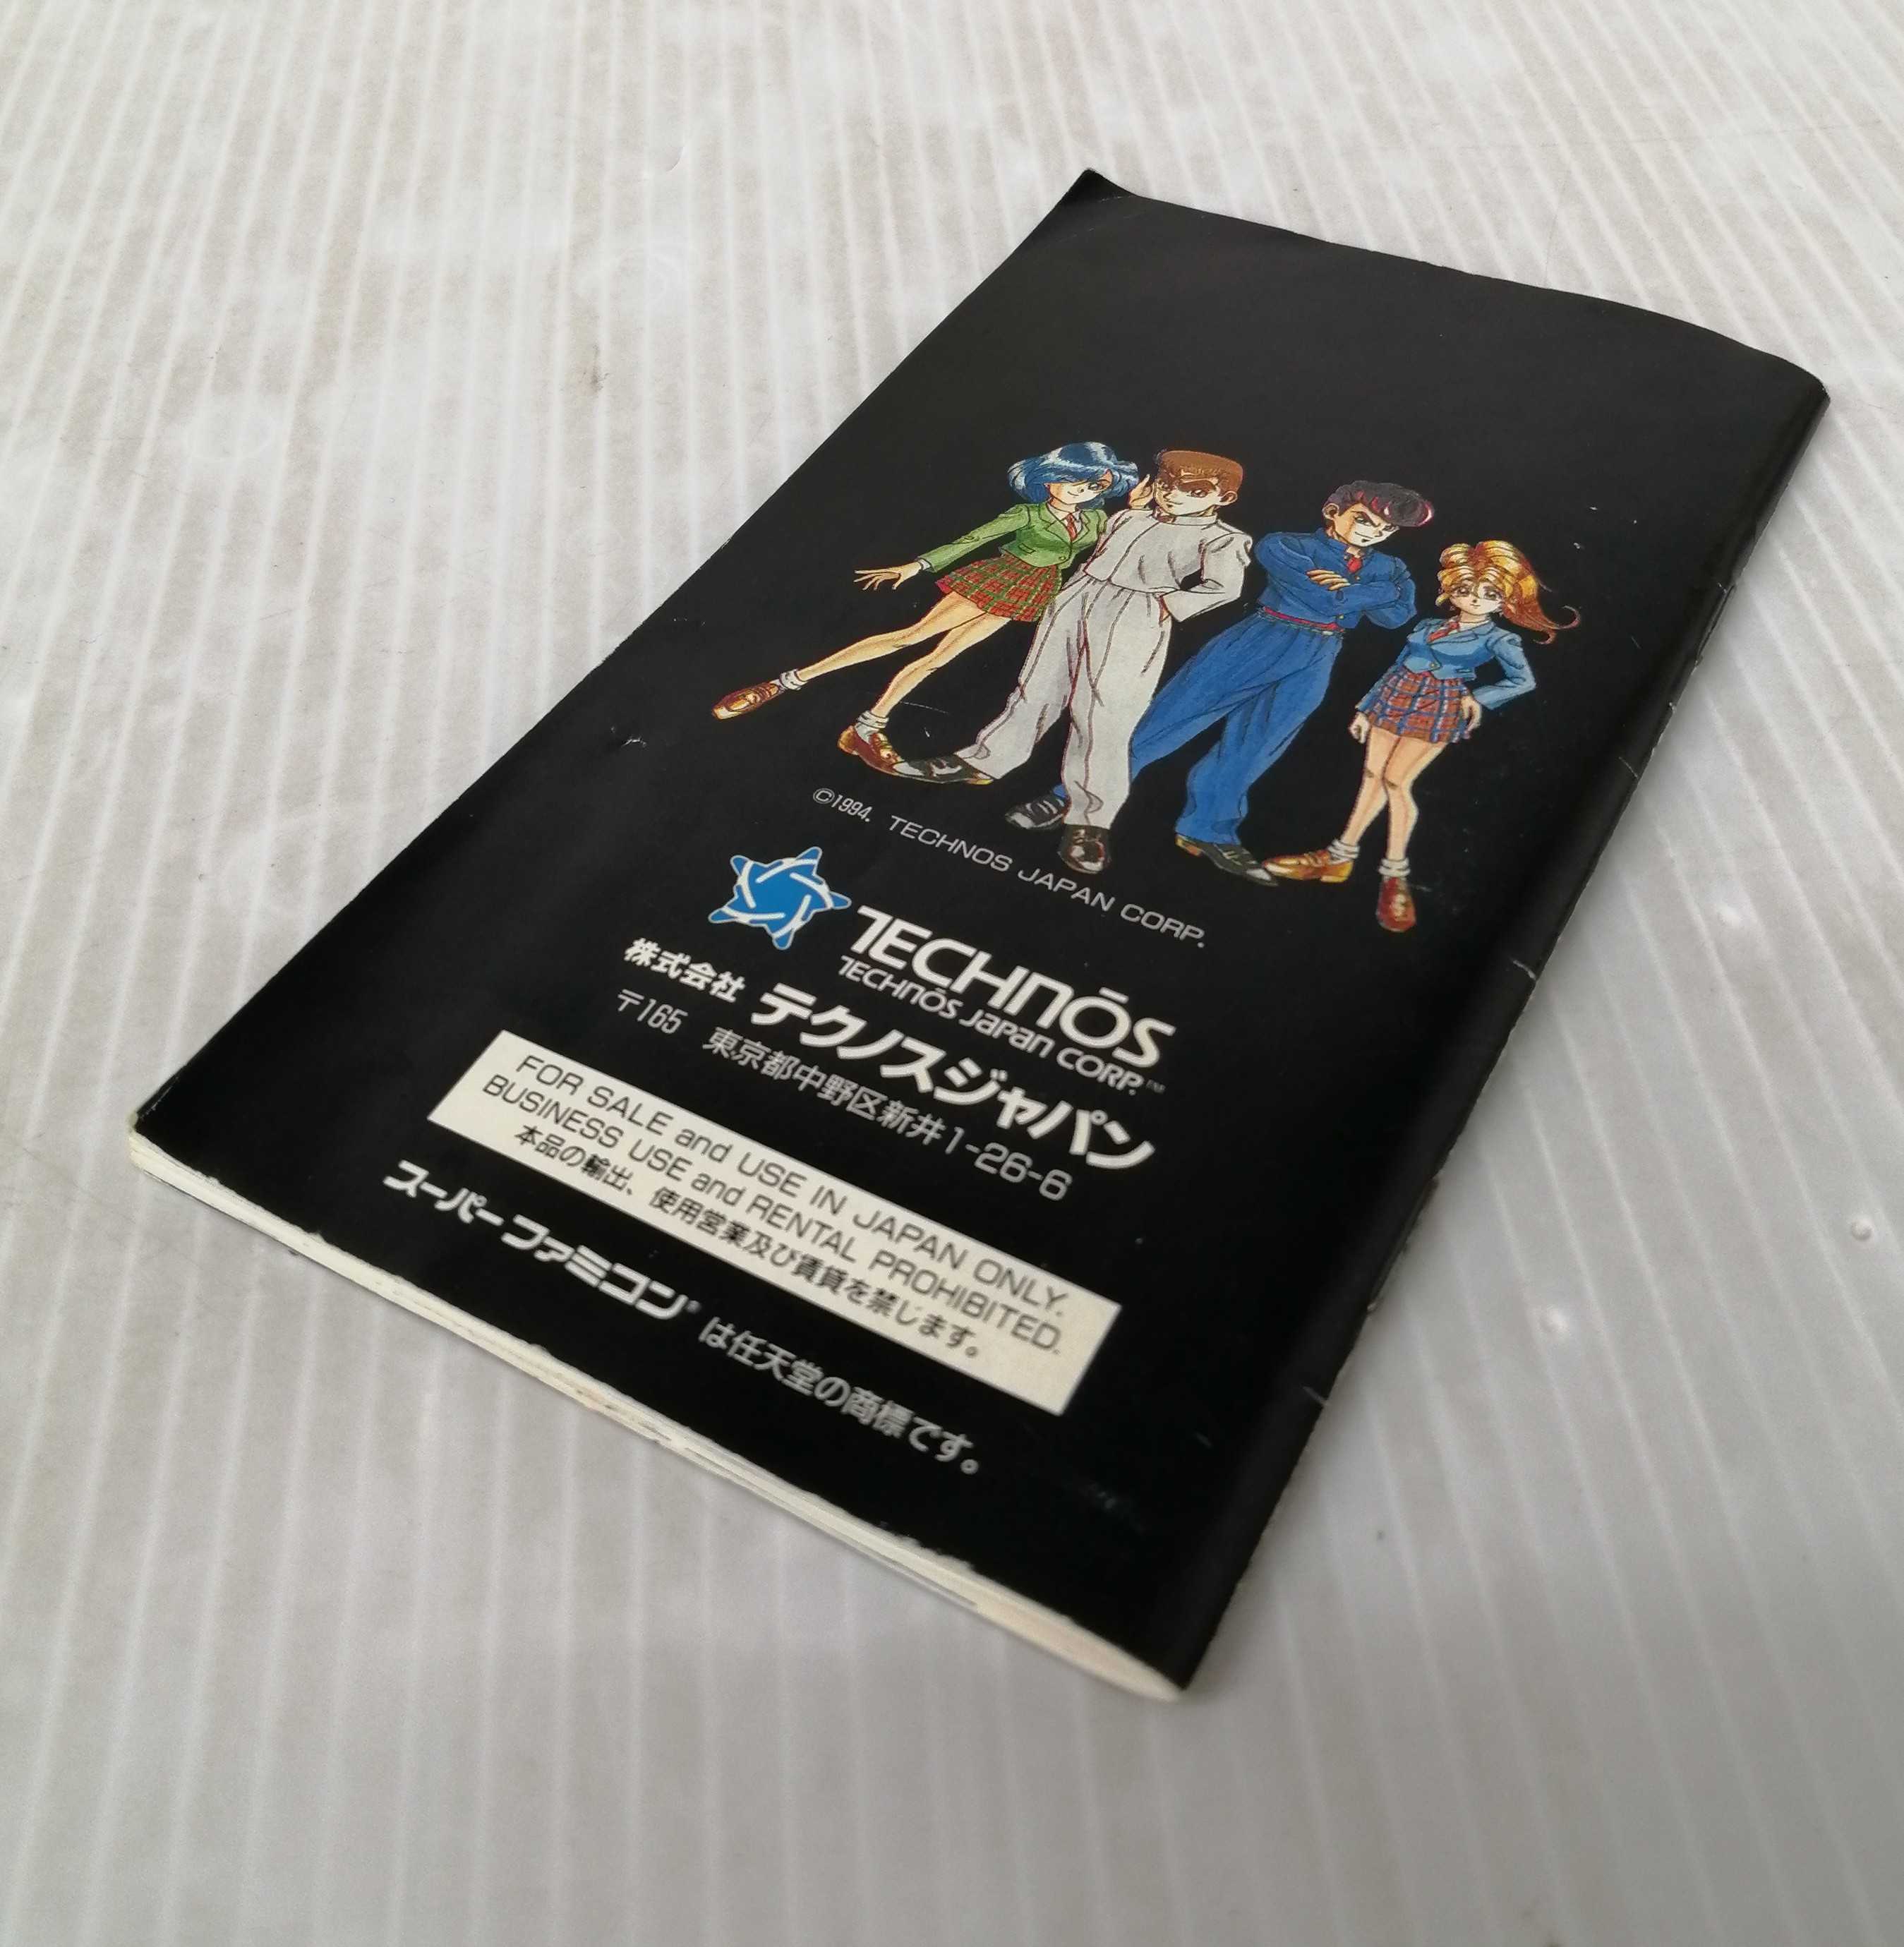 ©1994. TECHNOS JAPAN CORP.
TECHNŌS
TECHNŌS JAPAN CORP.™
株式会社 テクノスジャパン
〒165 東京都中野区新井1-26-6
FOR SALE and USE IN JAPAN ONLY.
BUSINESS USE and RENTAL PROHIBITED.
本品の輸出、使用営業及び賃貸を禁じます。
スーパーファミコン® は任天堂の商標です。